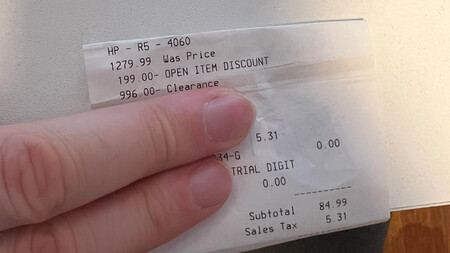 HP - R5 - 4060
1279.99 Was Price
199.00- OPEN ITEM DISCOUNT
996.00- Clearance
5.31
34-G 0.00
TRIAL DIGIT
0.00
Subtotal 84.99
Sales Tax 5.31